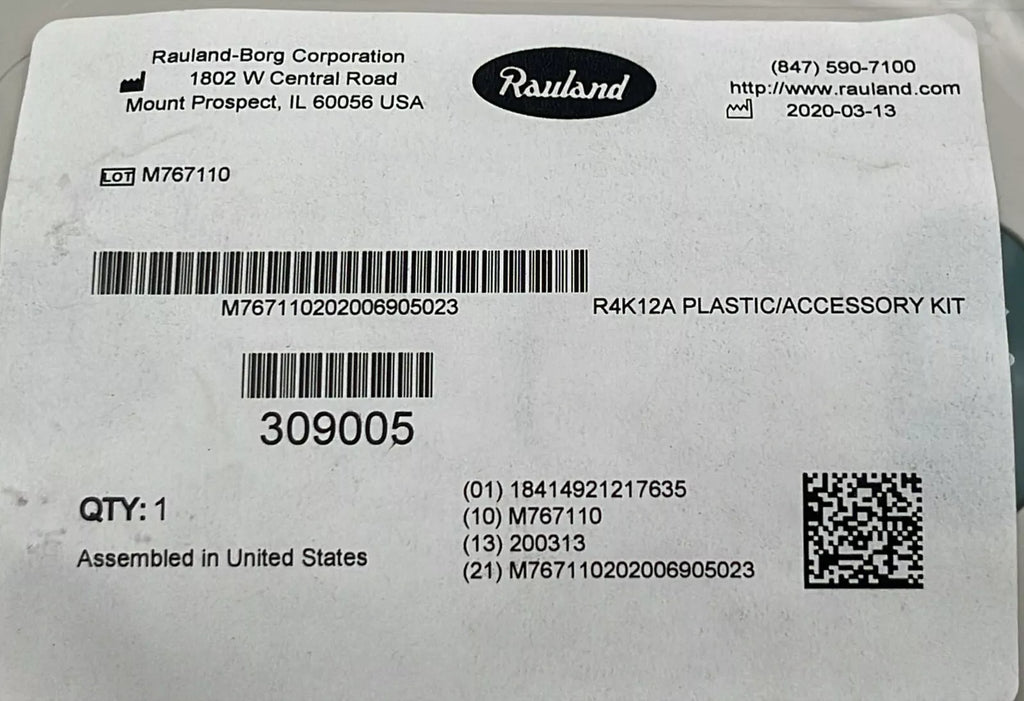 Rauland-Borg Corporation
1802 W Central Road
Mount Prospect, IL 60056 USA
Rauland
(847) 590-7100
http://www.rauland.com
2020-03-13
LOT M767110
M767110202006905023
R4K12A PLASTIC/ACCESSORY KIT
309005
QTY: 1
Assembled in United States
(01) 18414921217635
(10) M767110
(13) 200313
(21) M767110202006905023